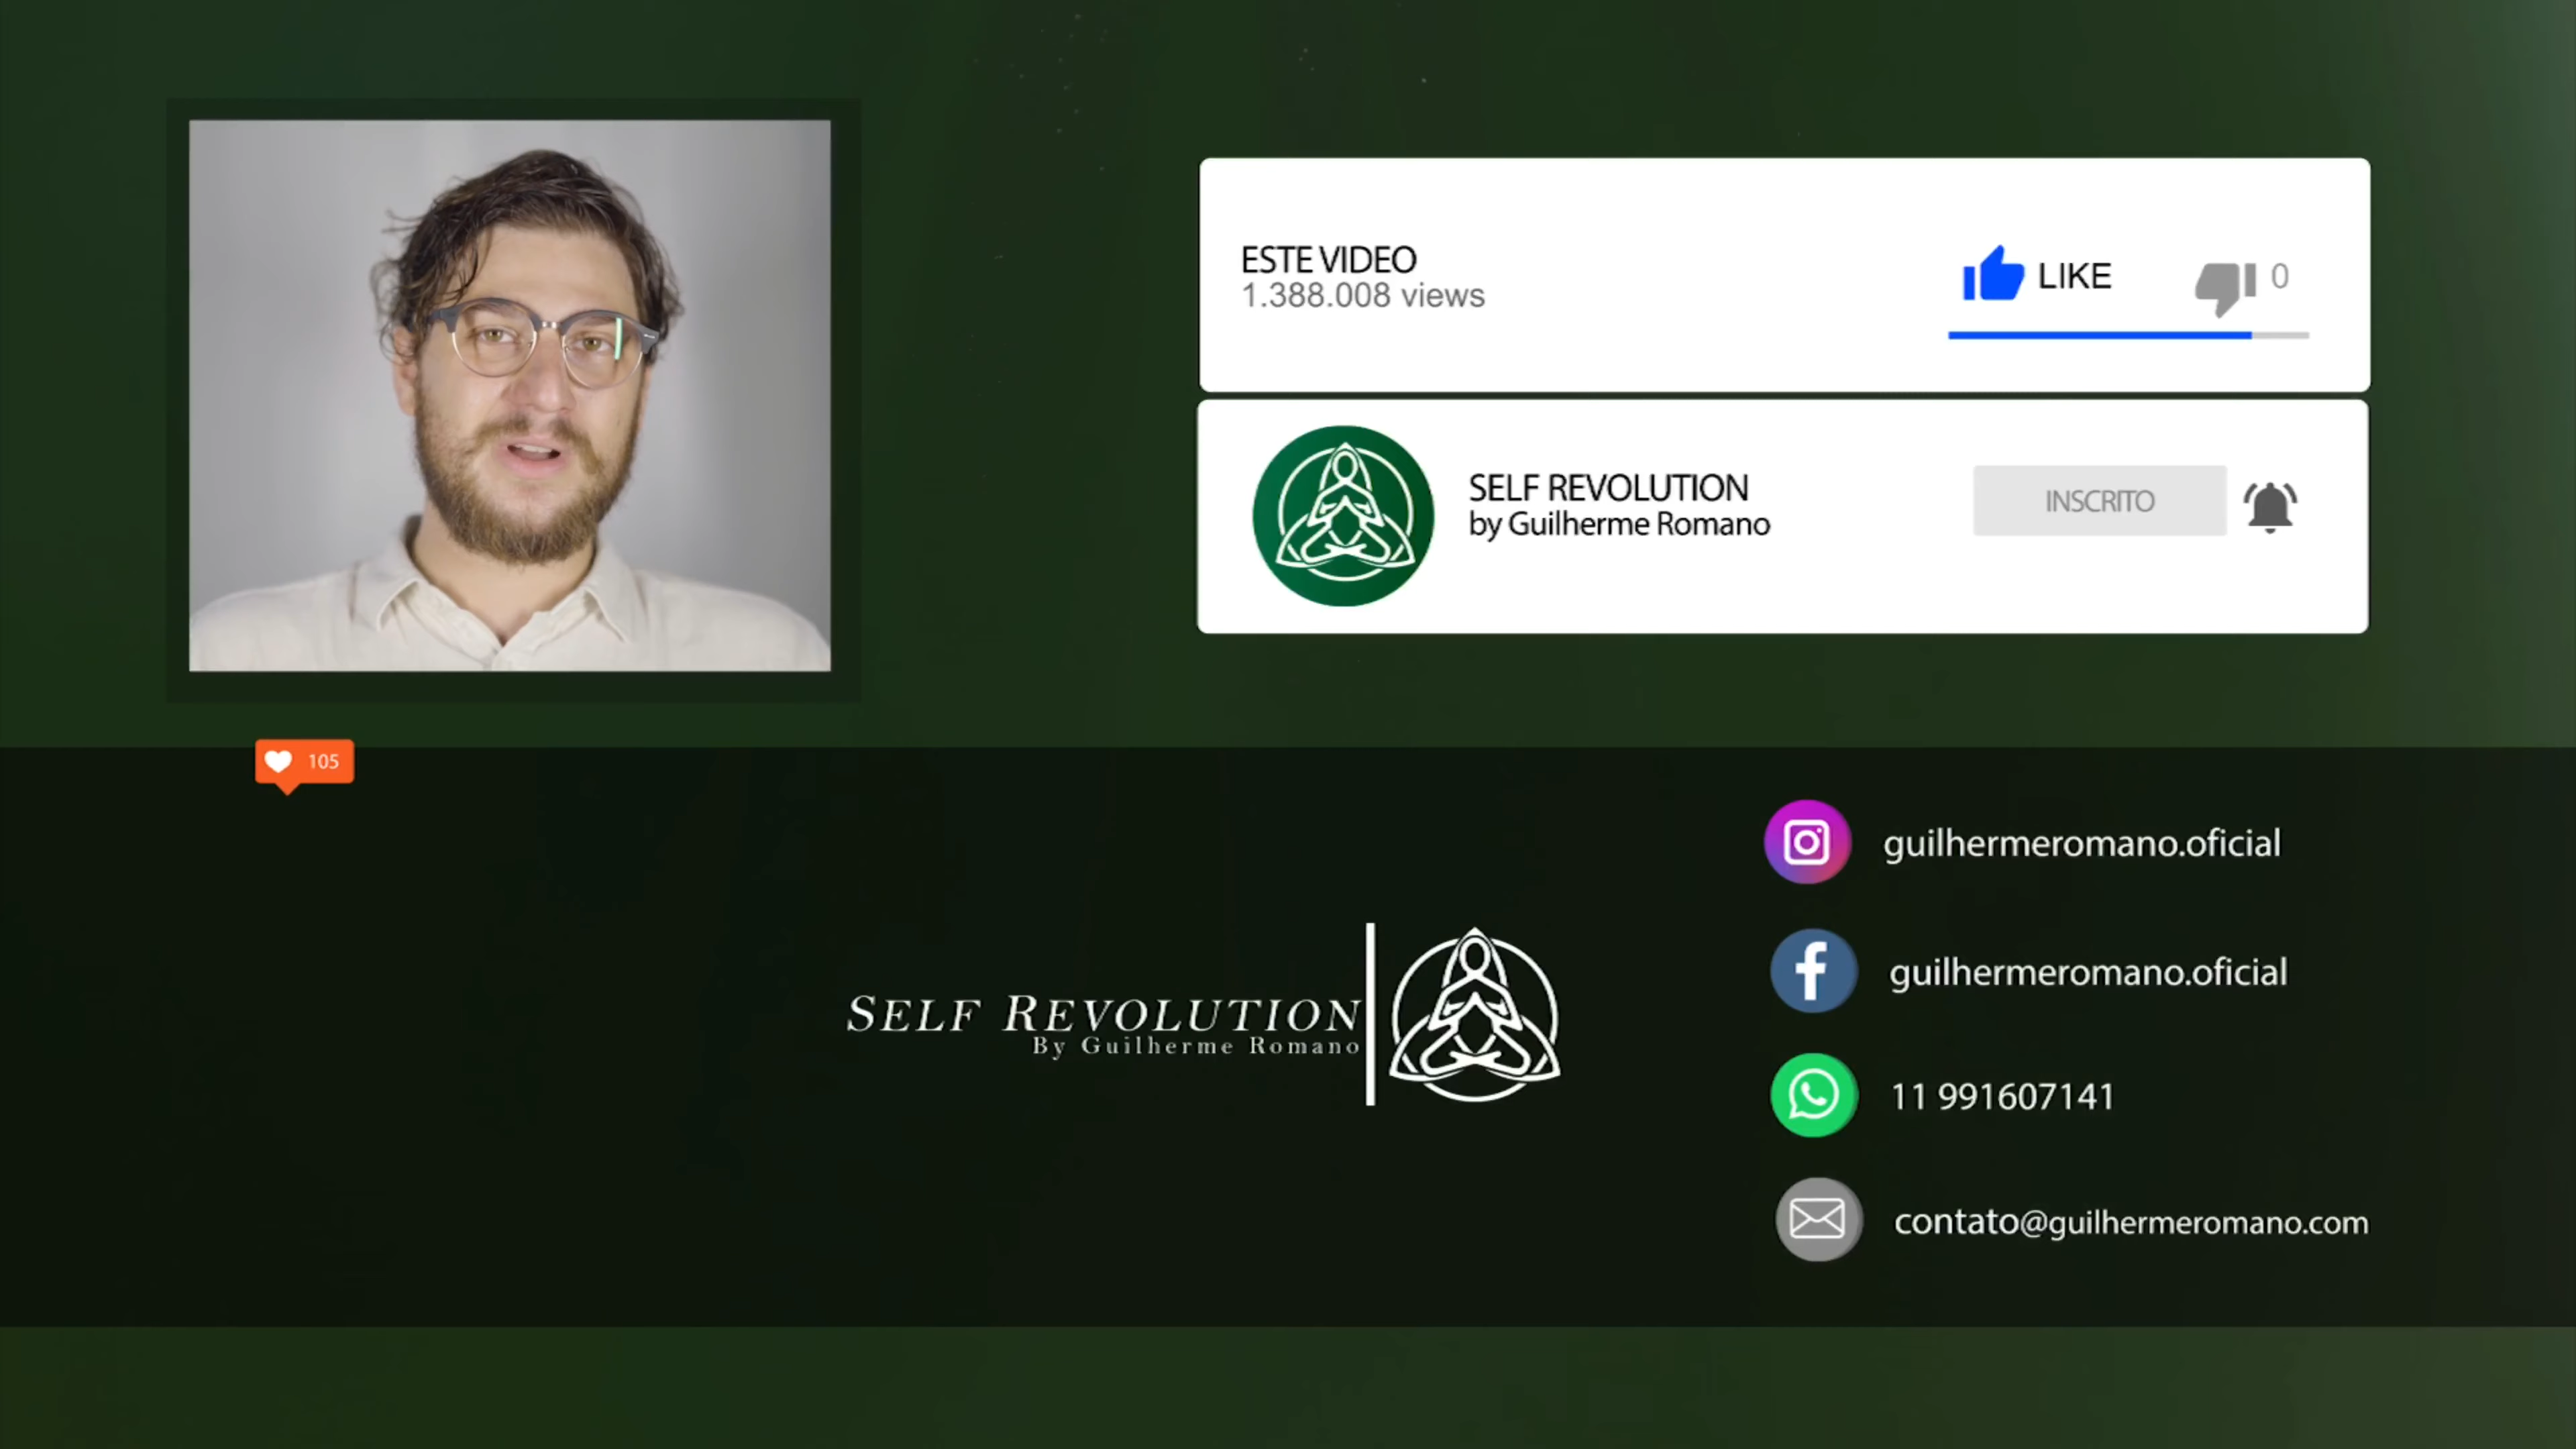 ESTE VIDEO
1.388.008 views
LIKE
0
SELF REVOLUTION
by Guilherme Romano
INSCRITO
105
SELF REVOLUTION
By Guilherme Romano
guilhermeromano.oficial
guilhermeromano.oficial
11 991607141
contato@guilhermeromano.com